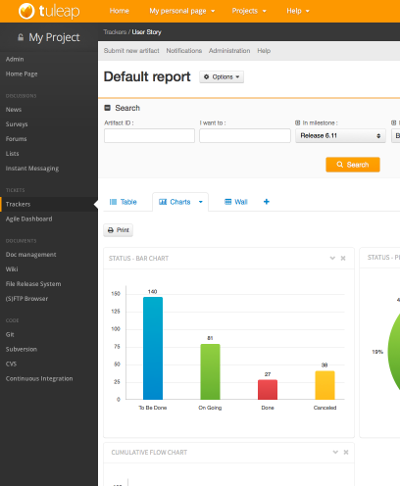 tuleap
Home
My personal page
Projects
Help
My Project
Trackers / User Story
Submit new artifact
Notifications
Administration
Help
Admin
Home Page
DISCUSSIONS
News
Surveys
Forums
Lists
Instant Messaging
TICKETS
Trackers
Agile Dashboard
DOCUMENTS
Doc management
Wiki
File Release System
(S)FTP Browser
CODE
Git
Subversion
CVS
Continuous Integration
Default report
Options
Search
Artifact ID :
I want to :
In milestone :
Release 6.11
Search
Table
Charts
Wall
Print
STATUS - BAR CHART
STATUS - P
150
125
100
75
50
25
0
140
27
To Be Done
On Going
Done
Canceled
19%
CUMULATIVE FLOW CHART